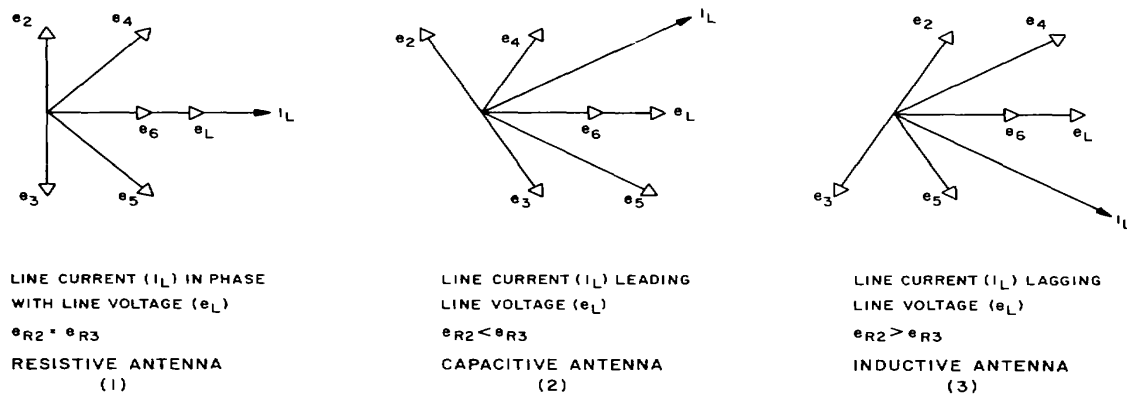 e2 e4
e6 eL IL
e3 e5
LINE CURRENT (IL) IN PHASE
WITH LINE VOLTAGE (eL)
eR2 = eR3
RESISTIVE ANTENNA
(1)
IL
e2 e4
e6 eL
e3 e5
LINE CURRENT (IL) LEADING
LINE VOLTAGE (eL)
eR2 < eR3
CAPACITIVE ANTENNA
(2)
e2 e4
e6 eL
e3 e5
IL
LINE CURRENT (IL) LAGGING
LINE VOLTAGE (eL)
eR2 > eR3
INDUCTIVE ANTENNA
(3)